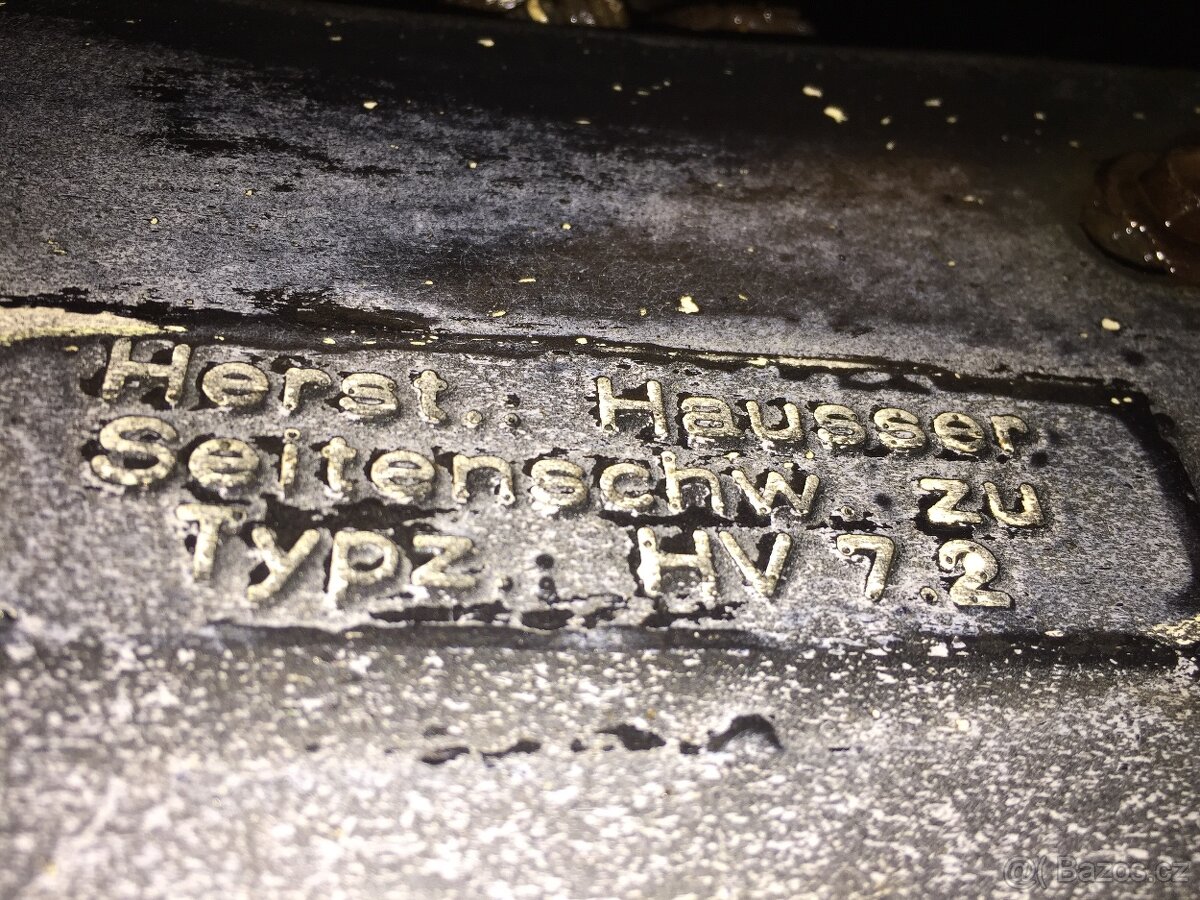 Herst.: Hausser
Seitenschw. zu
Typz.: HV 7.2
@( Bazos.cz